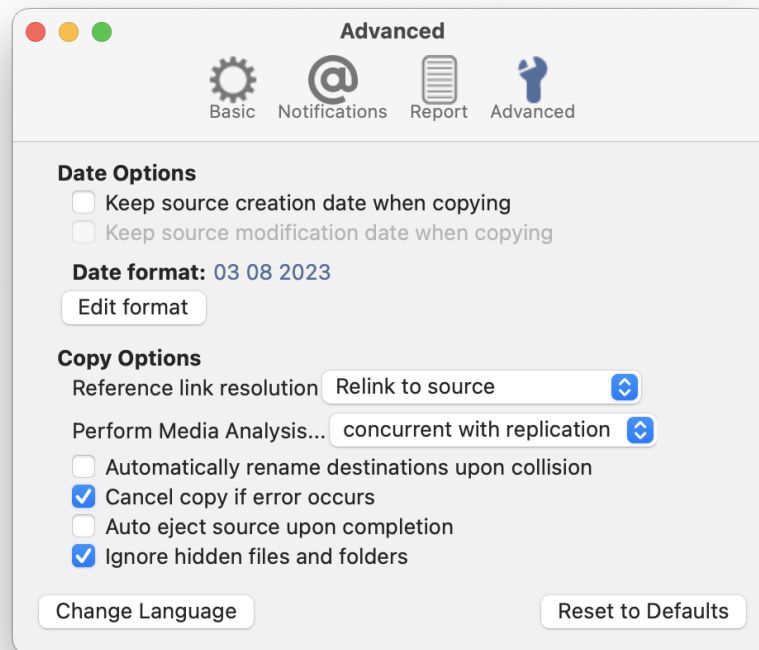 Advanced
Basic Notifications Report Advanced
Date Options
Keep source creation date when copying
Keep source modification date when copying
Date format: 03 08 2023
Edit format
Copy Options
Reference link resolution Relink to source
Perform Media Analysis... concurrent with replication
Automatically rename destinations upon collision
Cancel copy if error occurs
Auto eject source upon completion
Ignore hidden files and folders
Change Language Reset to Defaults